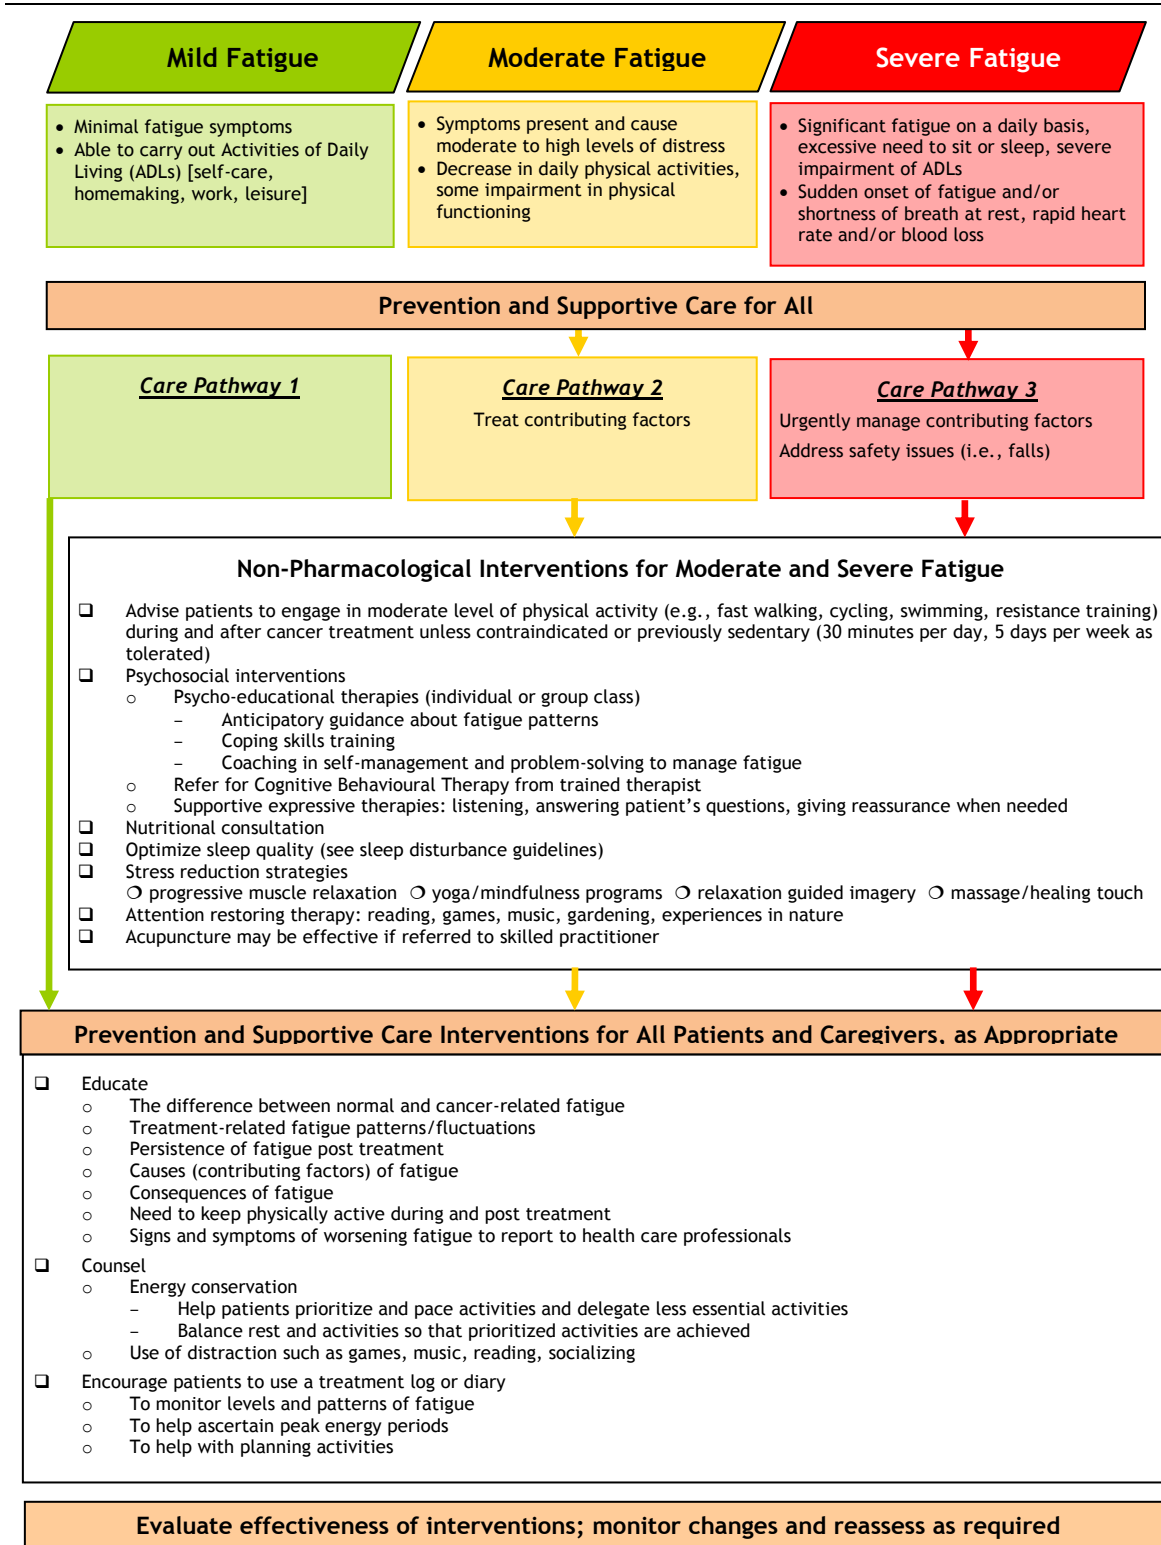 Mild Fatigue
Moderate Fatigue
Severe Fatigue
• Minimal fatigue symptoms
• Able to carry out Activities of Daily
Living (ADLs) [self-care,
homemaking, work, leisure]
• Symptoms present and cause
moderate to high levels of distress
• Decrease in daily physical activities,
some impairment in physical
functioning
• Significant fatigue on a daily basis,
excessive need to sit or sleep, severe
impairment of ADLs
• Sudden onset of fatigue and/or
shortness of breath at rest, rapid heart
rate and/or blood loss
Prevention and Supportive Care for All
Care Pathway 1
Care Pathway 2
Treat contributing factors
Care Pathway 3
Urgently manage contributing factors
Address safety issues (i.e., falls)
Non-Pharmacological Interventions for Moderate and Severe Fatigue
❑ Advise patients to engage in moderate level of physical activity (e.g., fast walking, cycling, swimming, resistance training)
during and after cancer treatment unless contraindicated or previously sedentary (30 minutes per day, 5 days per week as
tolerated)
❑ Psychosocial interventions
o Psycho-educational therapies (individual or group class)
– Anticipatory guidance about fatigue patterns
– Coping skills training
– Coaching in self-management and problem-solving to manage fatigue
o Refer for Cognitive Behavioural Therapy from trained therapist
o Supportive expressive therapies: listening, answering patient’s questions, giving reassurance when needed
❑ Nutritional consultation
❑ Optimize sleep quality (see sleep disturbance guidelines)
❑ Stress reduction strategies
❍ progressive muscle relaxation ❍ yoga/mindfulness programs ❍ relaxation guided imagery ❍ massage/healing touch
❑ Attention restoring therapy: reading, games, music, gardening, experiences in nature
❑ Acupuncture may be effective if referred to skilled practitioner
Prevention and Supportive Care Interventions for All Patients and Caregivers, as Appropriate
❑ Educate
o The difference between normal and cancer-related fatigue
o Treatment-related fatigue patterns/fluctuations
o Persistence of fatigue post treatment
o Causes (contributing factors) of fatigue
o Consequences of fatigue
o Need to keep physically active during and post treatment
o Signs and symptoms of worsening fatigue to report to health care professionals
❑ Counsel
o Energy conservation
– Help patients prioritize and pace activities and delegate less essential activities
– Balance rest and activities so that prioritized activities are achieved
o Use of distraction such as games, music, reading, socializing
❑ Encourage patients to use a treatment log or diary
o To monitor levels and patterns of fatigue
o To help ascertain peak energy periods
o To help with planning activities
Evaluate effectiveness of interventions; monitor changes and reassess as required